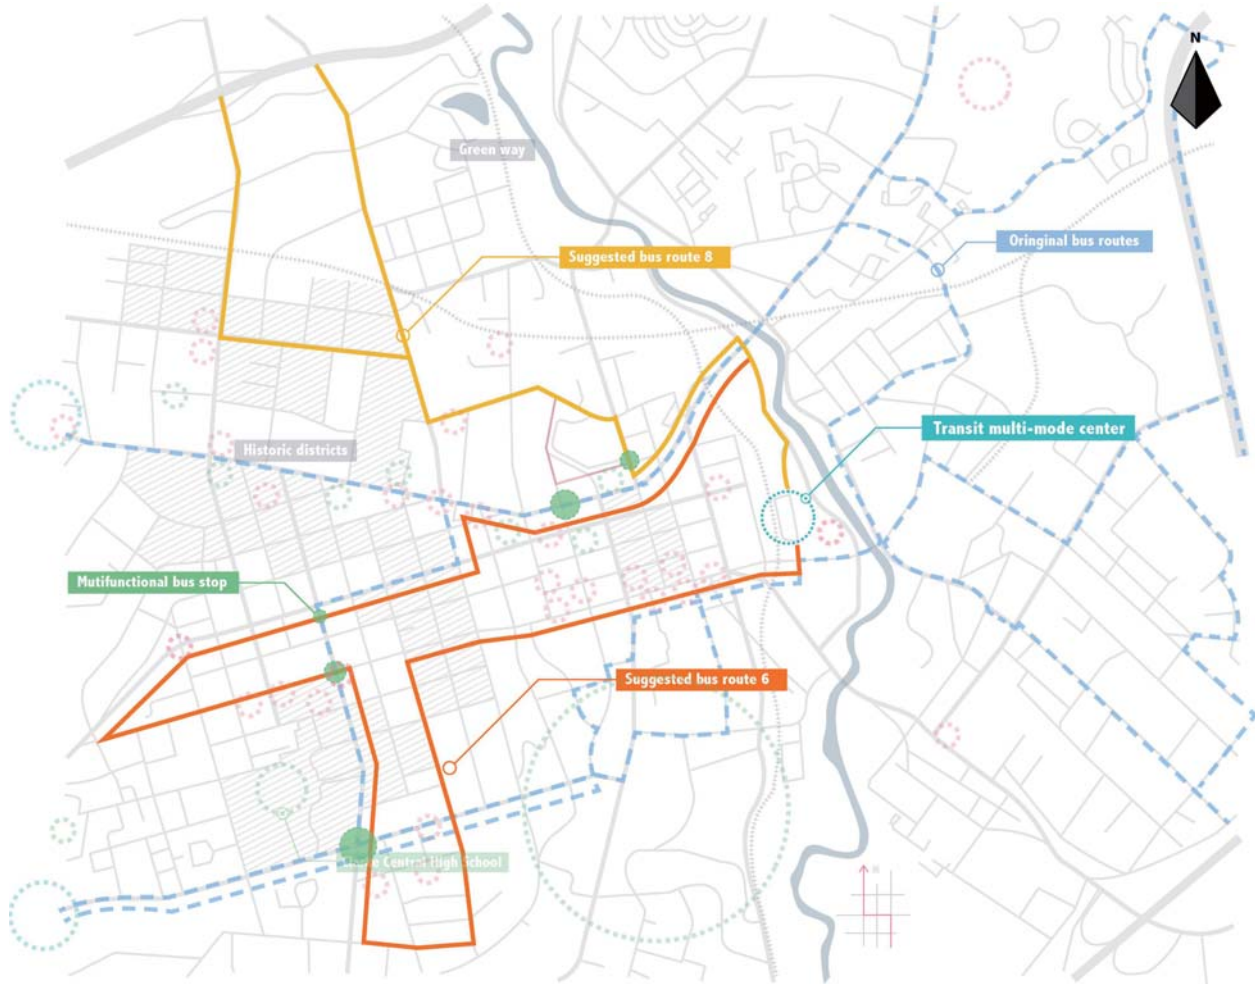 N
Green way
Oringinal bus routes
Suggested bus route 8
Transit multi-mode center
Historic districts
Mutifunctional bus stop
Suggested bus route 6
Central High School